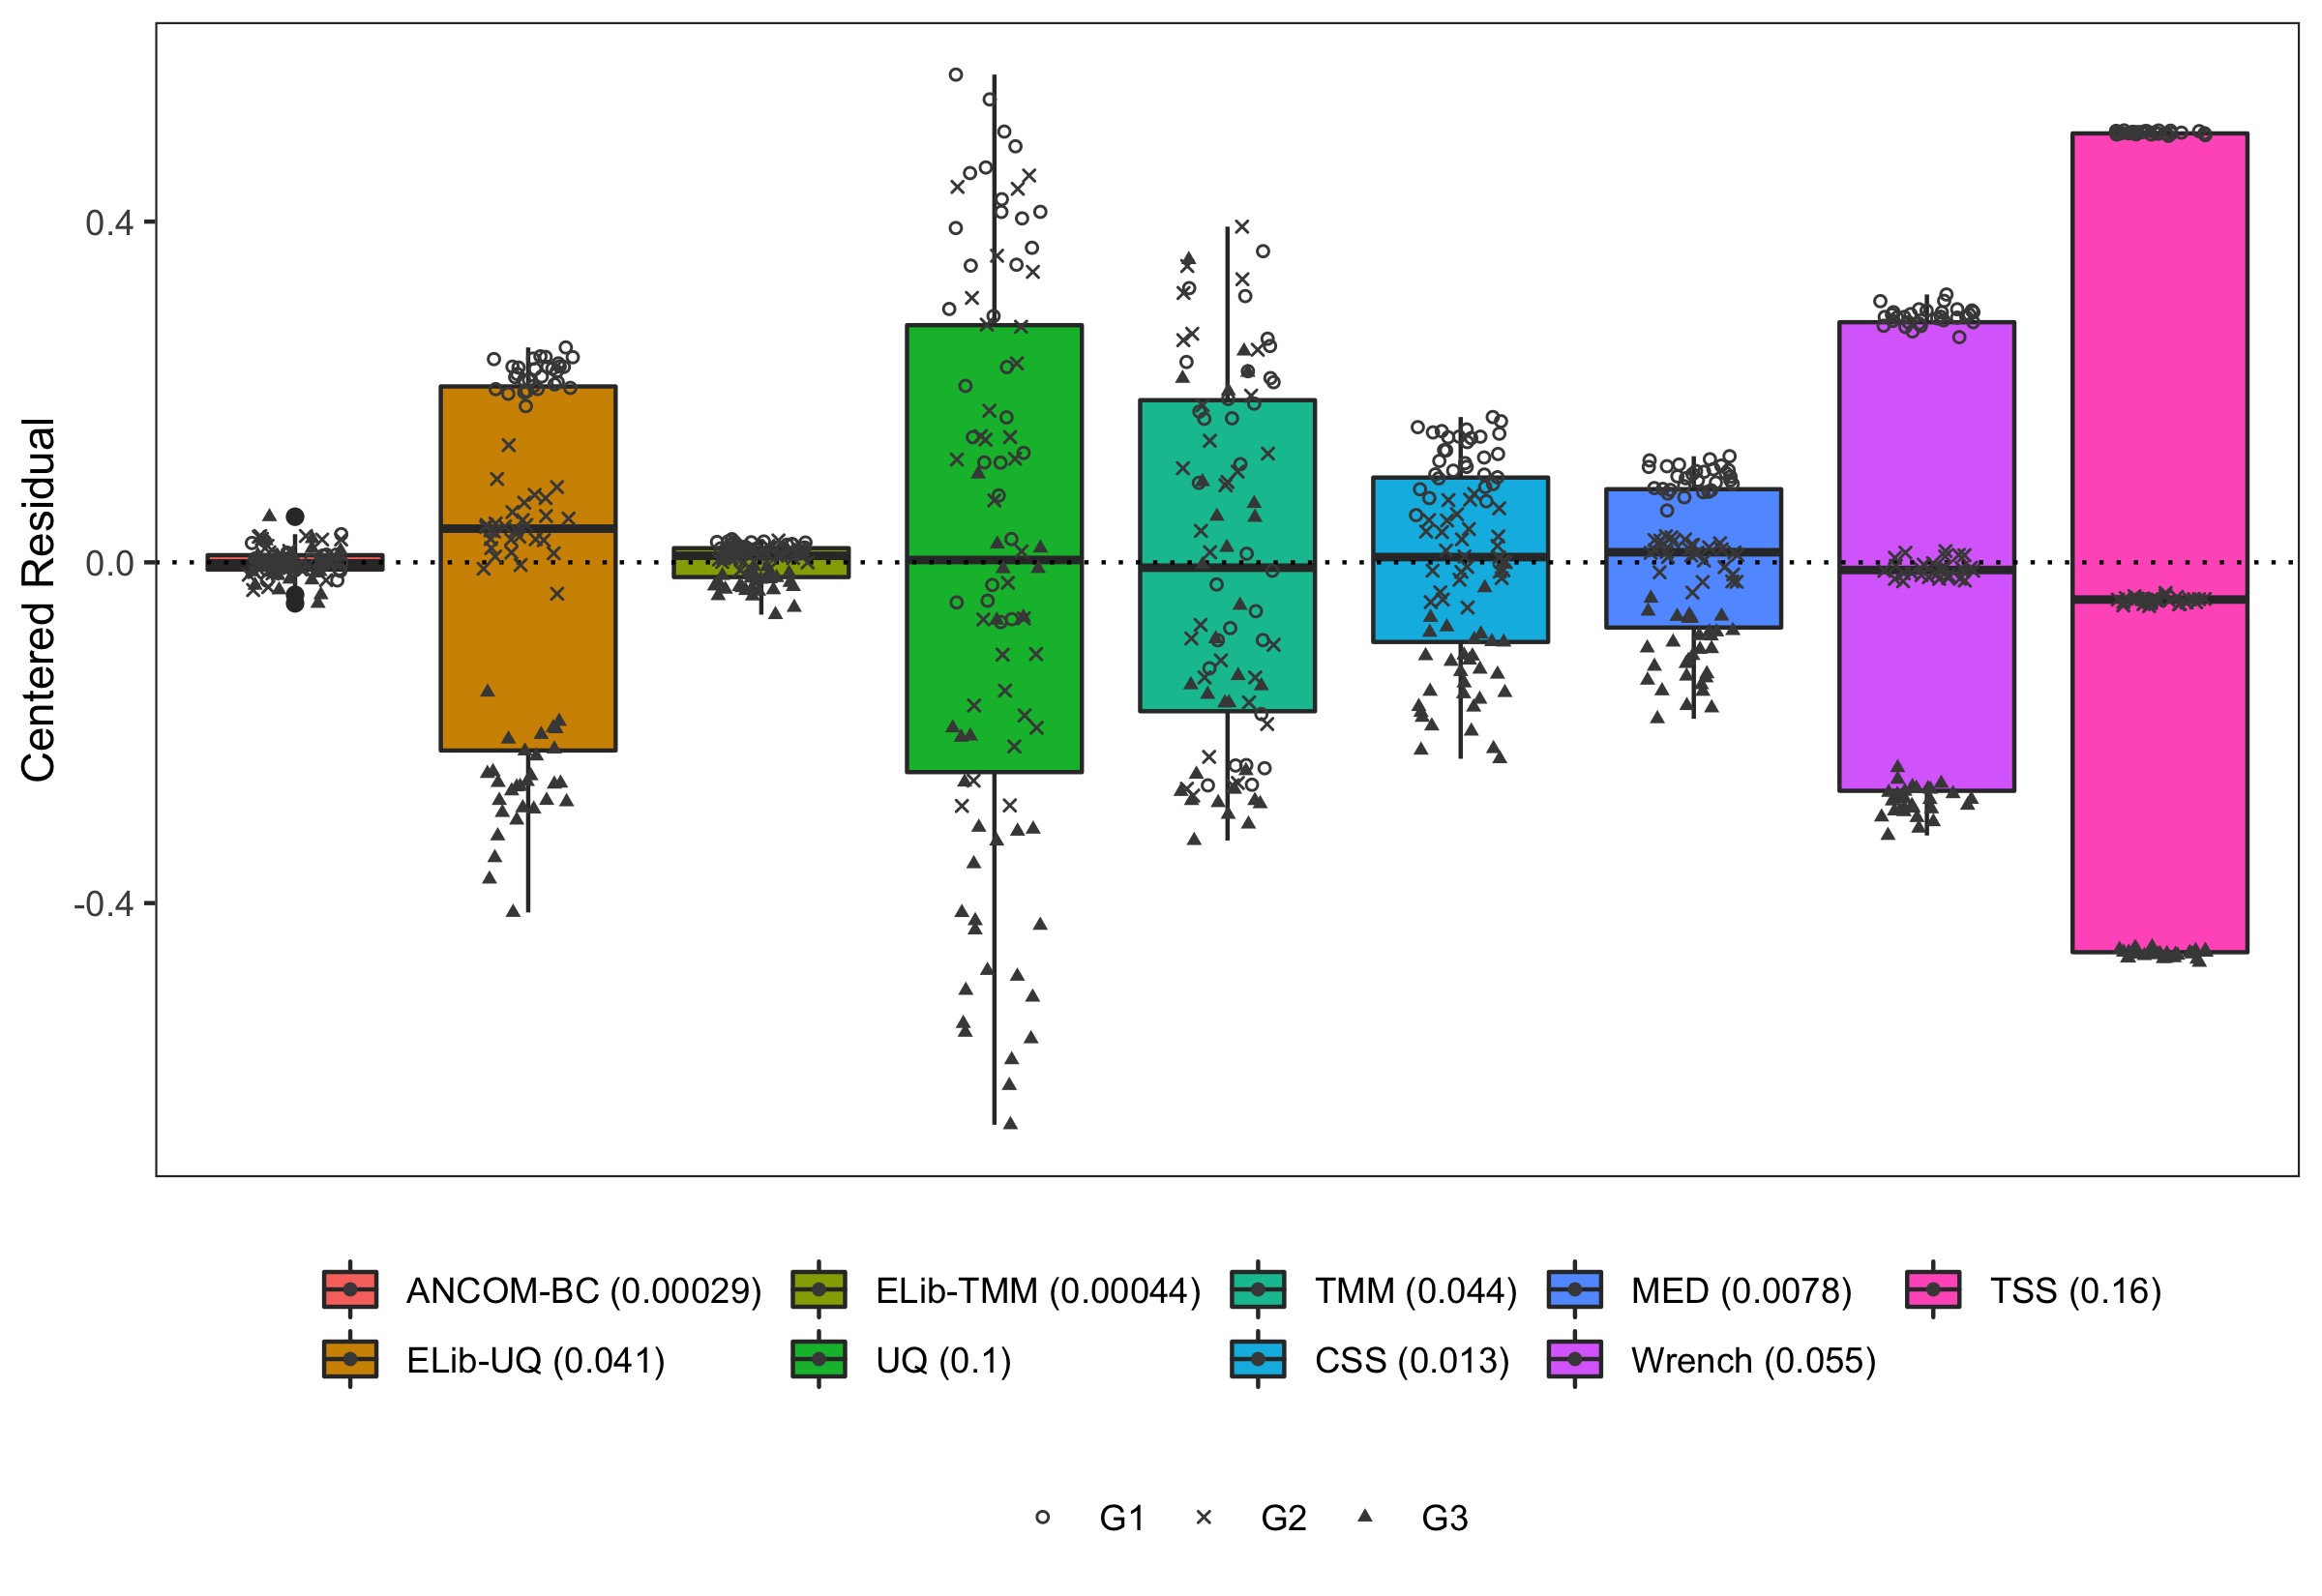 Centered Residual
0.4
0.0
-0.4
ANCOM-BC (0.00029) ELib-TMM (0.00044) TMM (0.044) MED (0.0078) TSS (0.16)
ELib-UQ (0.041) UQ (0.1) CSS (0.013) Wrench (0.055)
G1 G2 G3